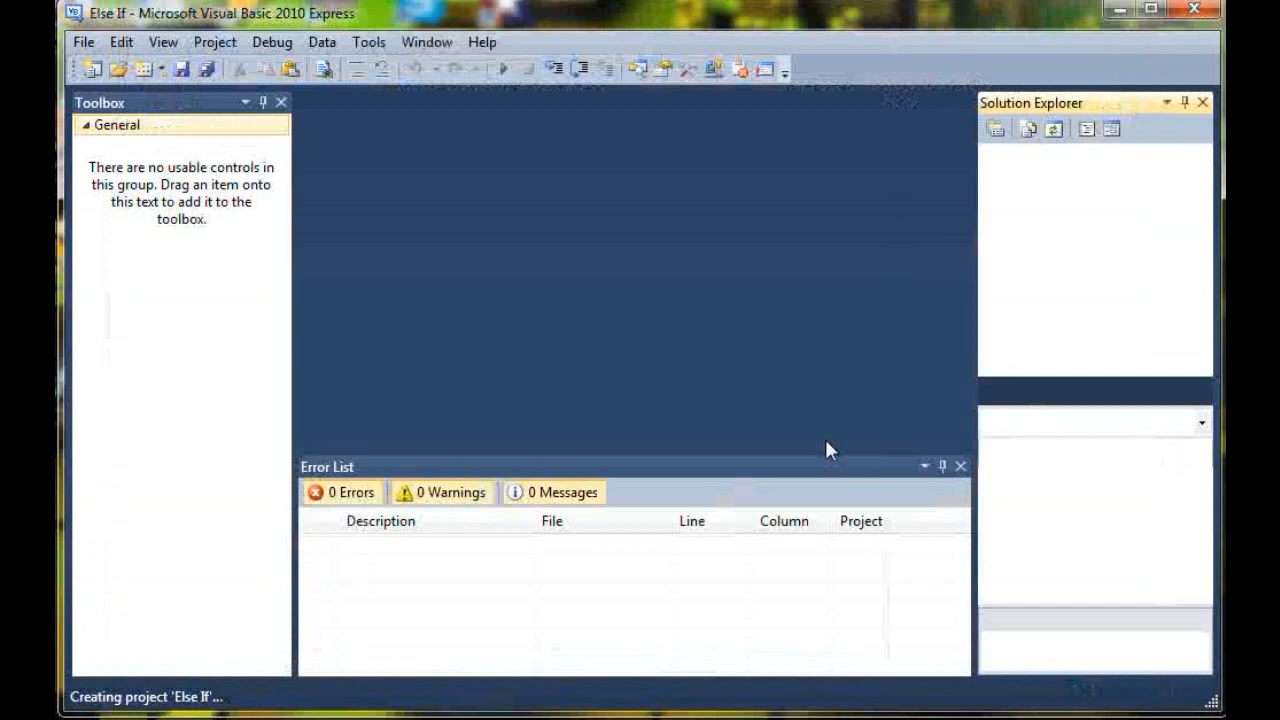 Else If - Microsoft Visual Basic 2010 Express
File Edit View Project Debug Data Tools Window Help
Toolbox
Solution Explorer
General
There are no usable controls in
this group. Drag an item onto
this text to add it to the
toolbox.
Error List
0 Errors 0 Warnings 0 Messages
Description File Line Column Project
Creating project 'Else If'...